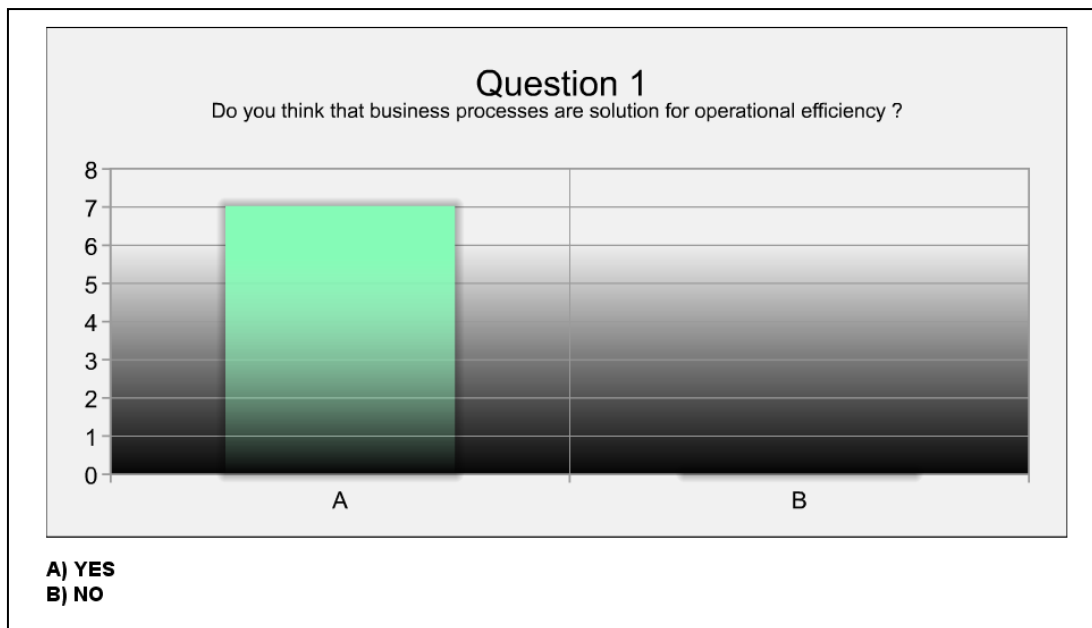 Question 1
Do you think that business processes are solution for operational efficiency ?
8
7
6
5
4
3
2
1
0
A
B
A) YES
B) NO